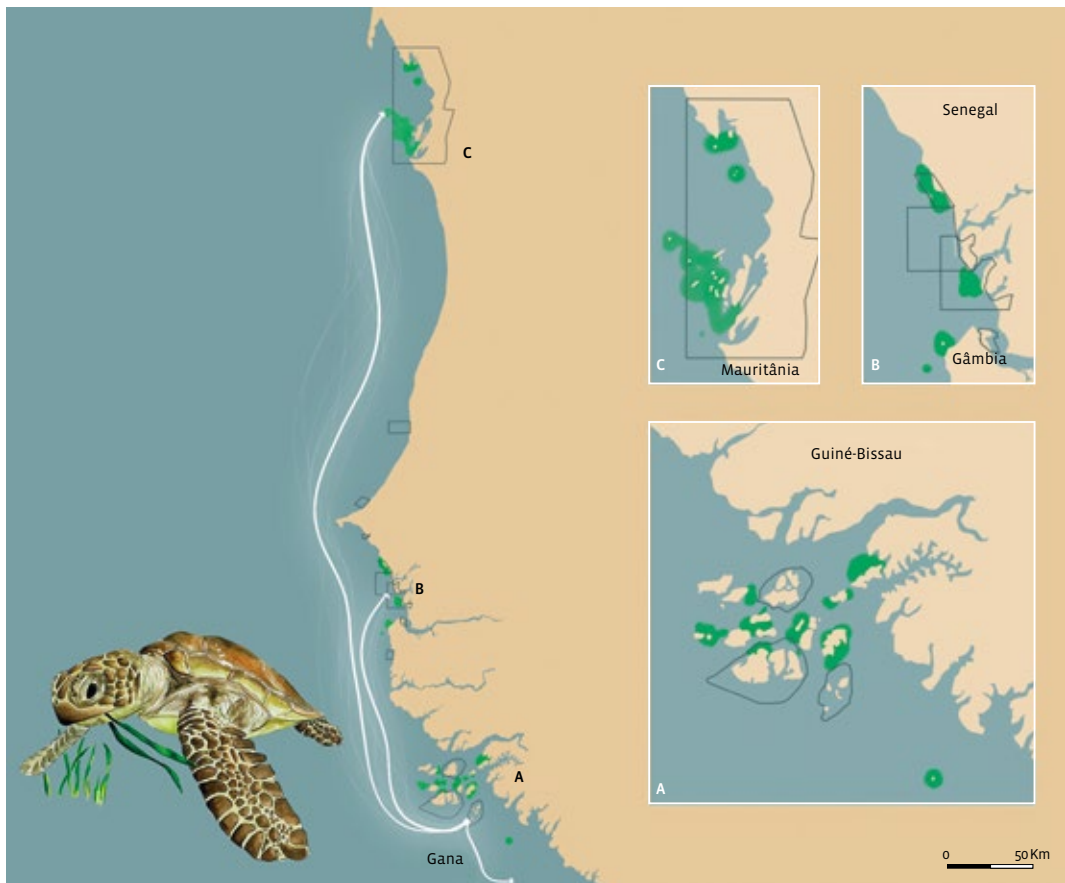 C
B
A
Gana
C
Mauritânia
Senegal
B
Gâmbia
Guiné-Bissau
A
0 50 Km